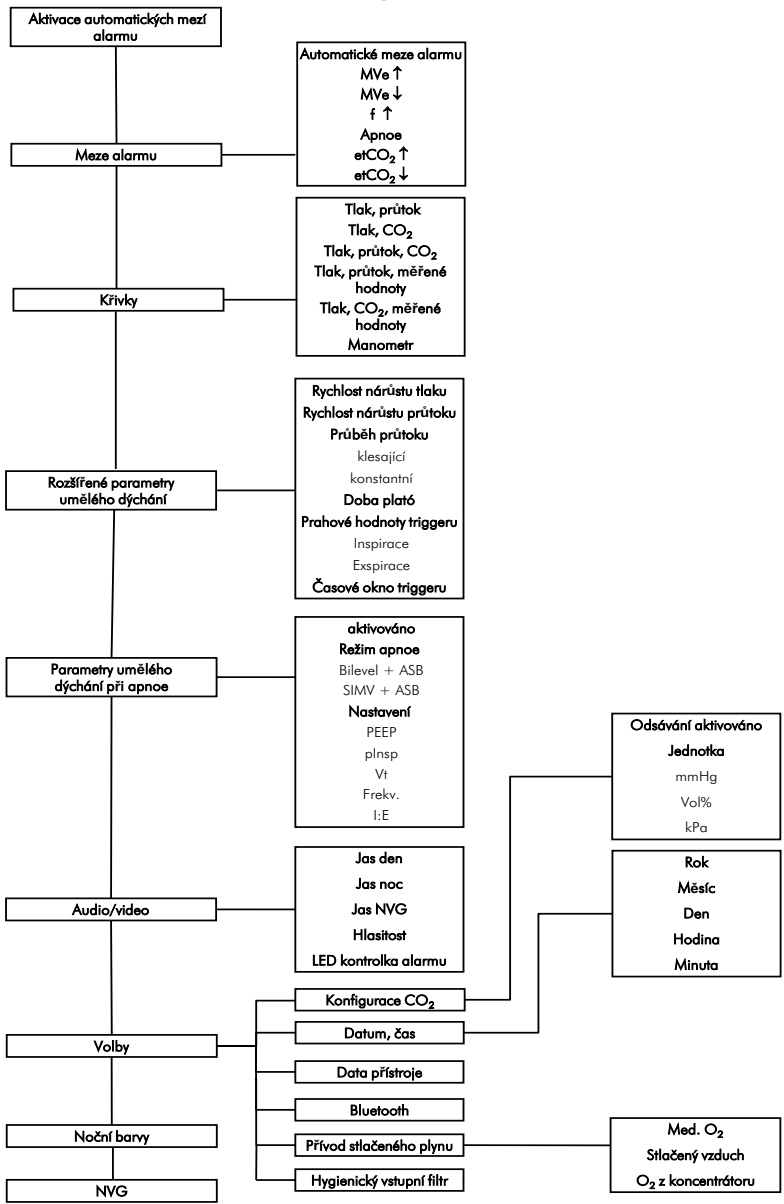 Aktivace automatických mezí
alarmu
Automatické meze alarmu
MVe ↑
MVe ↓
f ↑
Apnoe
etCO₂ ↑
etCO₂ ↓
Meze alarmu
Tlak, průtok
Tlak, CO₂
Tlak, průtok, CO₂
Tlak, průtok, měřené
hodnoty
Tlak, CO₂, měřené
hodnoty
Manometr
Křivky
Rychlost nárůstu tlaku
Rychlost nárůstu průtoku
Průběh průtoku
klesající
konstantní
Doba plató
Prahové hodnoty triggeru
Inspirace
Exspirace
Časové okno triggeru
Rozšířené parametry
umělého dýchání
aktivováno
Režim apnoe
Bilevel + ASB
SIMV + ASB
Nastavení
PEEP
pInsp
Vt
Frekv.
I:E
Parametry umělého
dýchání při apnoe
Odsávání aktivováno
Jednotka
mmHg
Vol%
kPa
Jas den
Jas noc
Jas NVG
Hlasitost
LED kontrolka alarmu
Audio/video
Rok
Měsíc
Den
Hodina
Minuta
Konfigurace CO₂
Datum, čas
Volby
Data přístroje
Bluetooth
Noční barvy
Přívod stlačeného plynu
Med. O₂
Stlačený vzduch
O₂ z koncentrátoru
Hygienický vstupní filtr
NVG